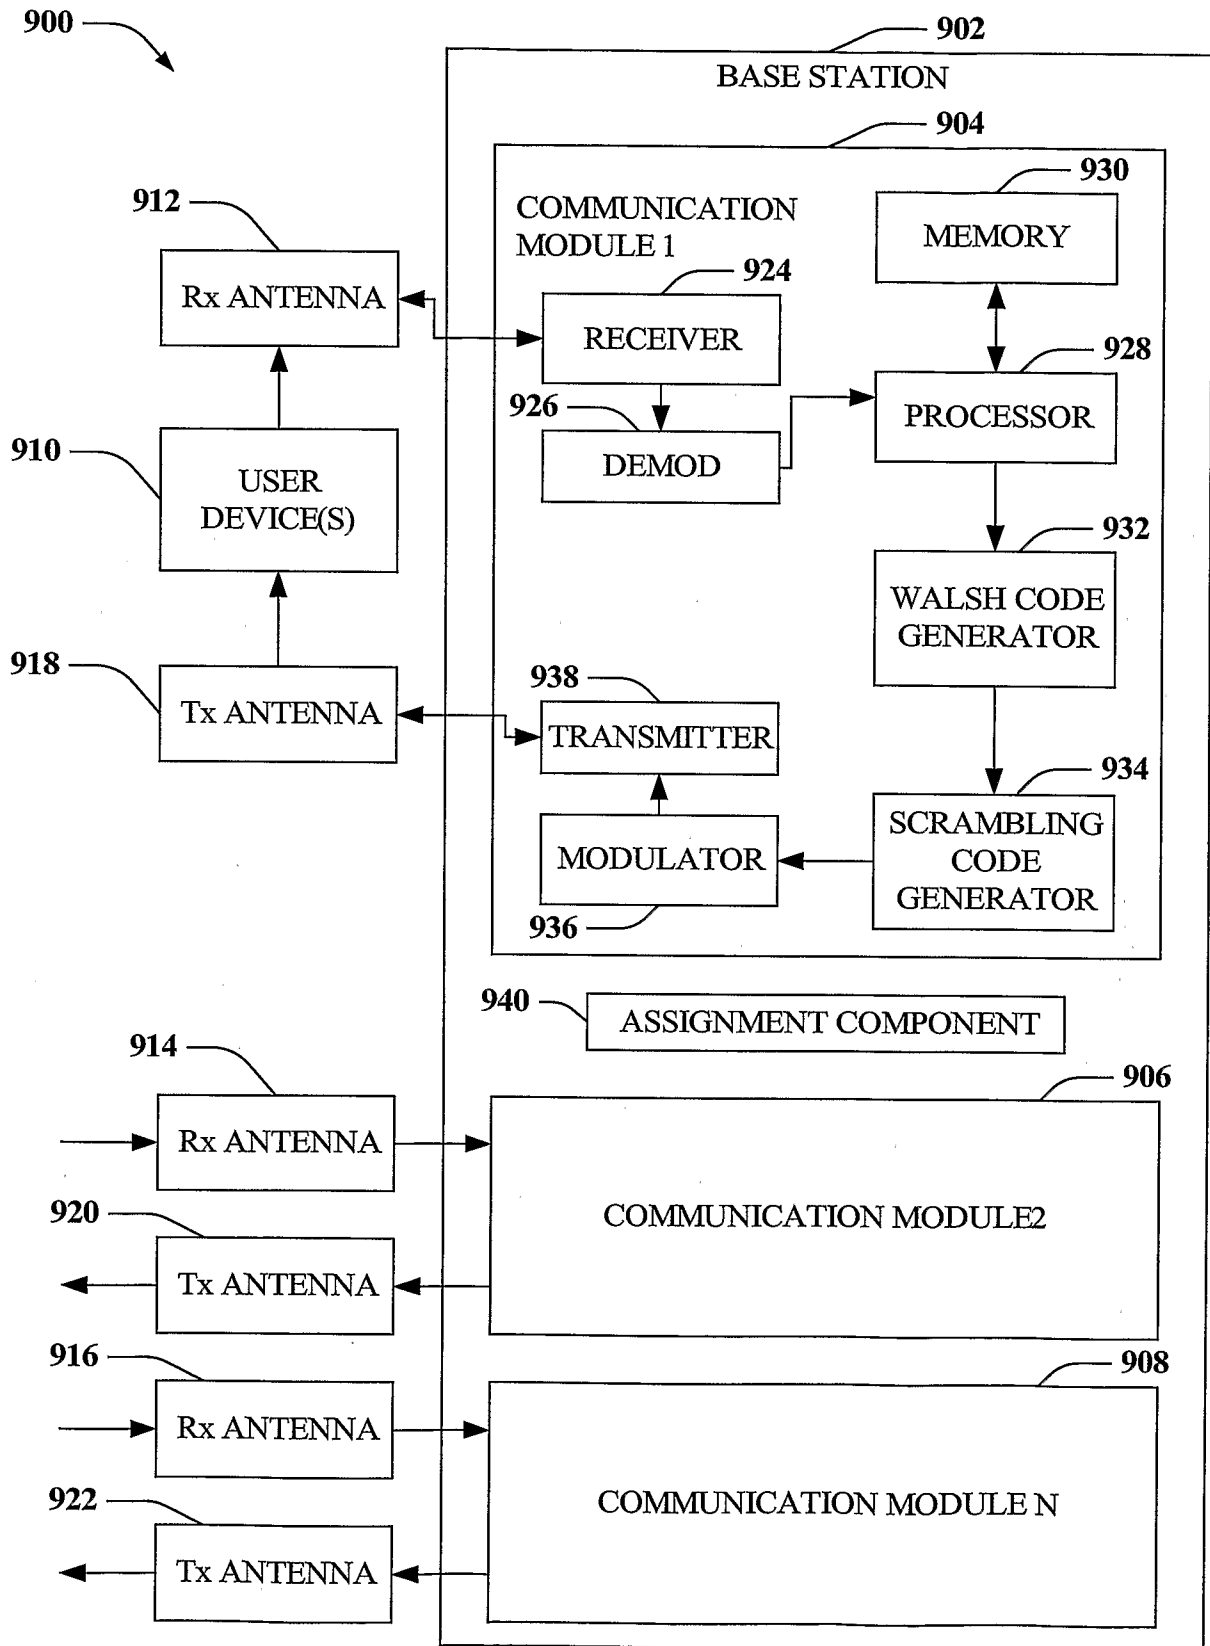 900
902
BASE STATION
904
930
912
COMMUNICATION
MODULE 1
MEMORY
924
Rx ANTENNA
RECEIVER
928
926
PROCESSOR
910
USER
DEVICE(S)
DEMOD
932
WALSH CODE
GENERATOR
918
938
Tx ANTENNA
TRANSMITTER
934
SCRAMBLING
CODE
GENERATOR
MODULATOR
936
940
ASSIGNMENT COMPONENT
914
906
Rx ANTENNA
920
COMMUNICATION MODULE2
Tx ANTENNA
916
908
Rx ANTENNA
922
COMMUNICATION MODULE N
Tx ANTENNA